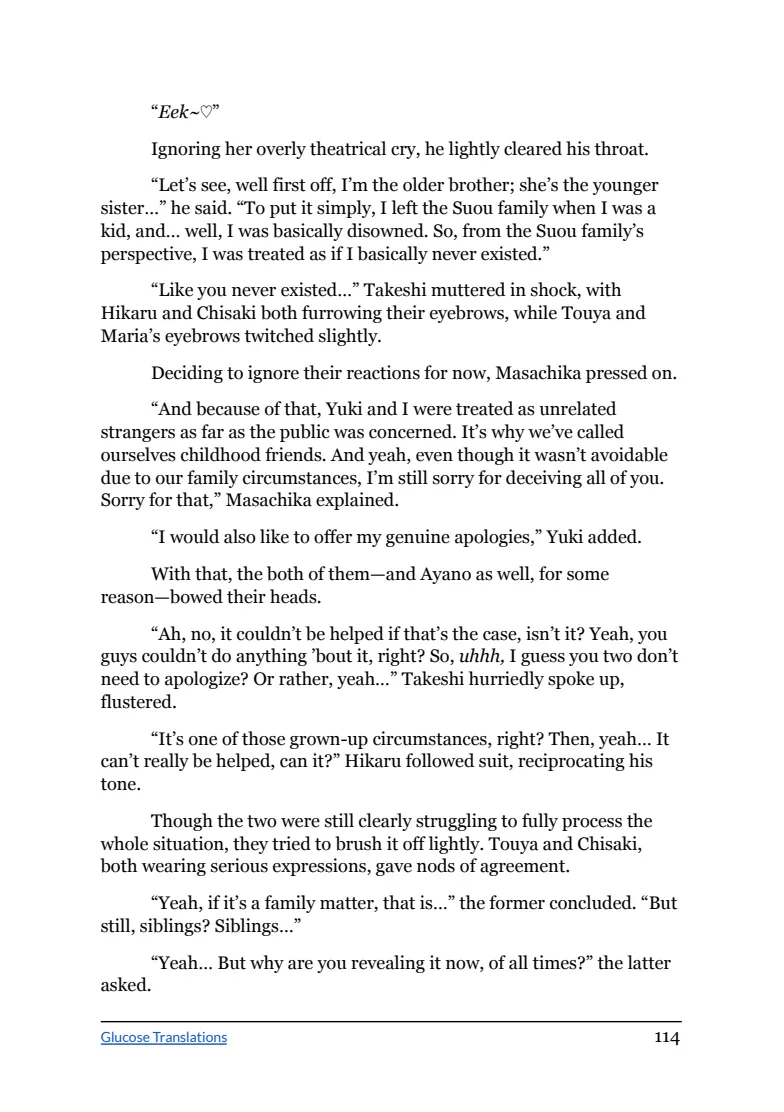 “Eek~♡”
Ignoring her overly theatrical cry, he lightly cleared his throat.
“Let’s see, well first off, I’m the older brother; she’s the younger
sister…” he said. “To put it simply, I left the Suou family when I was a
kid, and… well, I was basically disowned. So, from the Suou family’s
perspective, I was treated as if I basically never existed.”
“Like you never existed…” Takeshi muttered in shock, with
Hikaru and Chisaki both furrowing their eyebrows, while Touya and
Maria’s eyebrows twitched slightly.
Deciding to ignore their reactions for now, Masachika pressed on.
“And because of that, Yuki and I were treated as unrelated
strangers as far as the public was concerned. It’s why we’ve called
ourselves childhood friends. And yeah, even though it wasn’t avoidable
due to our family circumstances, I’m still sorry for deceiving all of you.
Sorry for that,” Masachika explained.
“I would also like to offer my genuine apologies,” Yuki added.
With that, the both of them—and Ayano as well, for some
reason—bowed their heads.
“Ah, no, it couldn’t be helped if that’s the case, isn’t it? Yeah, you
guys couldn’t do anything ’bout it, right? So, uhhh, I guess you two don’t
need to apologize? Or rather, yeah…” Takeshi hurriedly spoke up,
flustered.
“It’s one of those grown-up circumstances, right? Then, yeah… It
can’t really be helped, can it?” Hikaru followed suit, reciprocating his
tone.
Though the two were still clearly struggling to fully process the
whole situation, they tried to brush it off lightly. Touya and Chisaki,
both wearing serious expressions, gave nods of agreement.
“Yeah, if it’s a family matter, that is…” the former concluded. “But
still, siblings? Siblings…”
“Yeah… But why are you revealing it now, of all times?” the latter
asked.
Glucose Translations 114